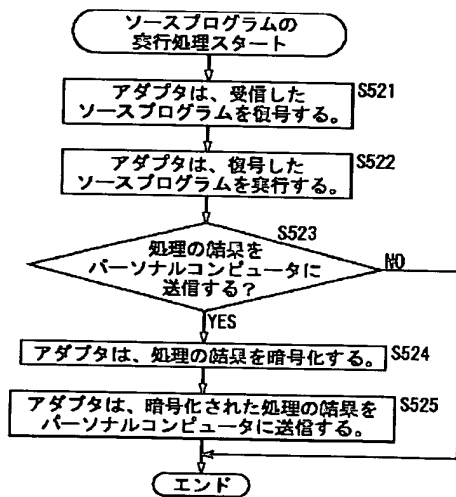 ソースプログラムの
実行処理スタート
アダプタは、受信した
ソースプログラムを復号する。
S521
アダプタは、復号した
ソースプログラムを実行する。
S522
S523
処理の結果を
パーソナルコンピュータに
送信する?
NO
YES
アダプタは、処理の結果を暗号化する。
S524
アダプタは、暗号化された処理の結果を
パーソナルコンピュータに送信する。
S525
エンド